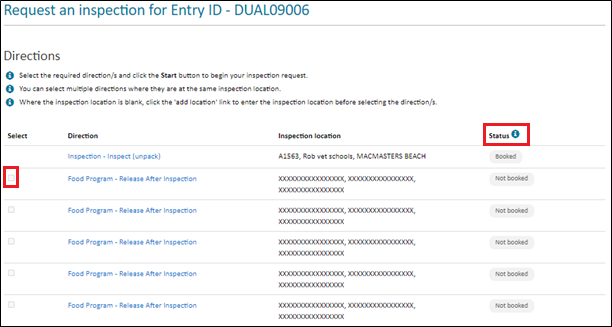 Request an inspection for Entry ID - DUAL09006
Directions
Select the required direction/s and click the Start button to begin your inspection request.
You can select multiple directions where they are at the same inspection location.
Where the inspection location is blank, click the 'add location' link to enter the inspection location before selecting the direction/s.
Select Direction Inspection location Status
Inspection - Inspect (unpack) A1563, Rob vet schools, MACMASTERS BEACH Booked
Food Program - Release After Inspection XXXXXXXXXXXXXXXX, XXXXXXXXXXXXXXXX, Not booked
XXXXXXXXXXXXXXXX
Food Program - Release After Inspection XXXXXXXXXXXXXXXX, XXXXXXXXXXXXXXXX, Not booked
XXXXXXXXXXXXXXXX
Food Program - Release After Inspection XXXXXXXXXXXXXXXX, XXXXXXXXXXXXXXXX, Not booked
XXXXXXXXXXXXXXXX
Food Program - Release After Inspection XXXXXXXXXXXXXXXX, XXXXXXXXXXXXXXXX, Not booked
XXXXXXXXXXXXXXXX
Food Program - Release After Inspection XXXXXXXXXXXXXXXX, XXXXXXXXXXXXXXXX, Not booked
XXXXXXXXXXXXXXXX